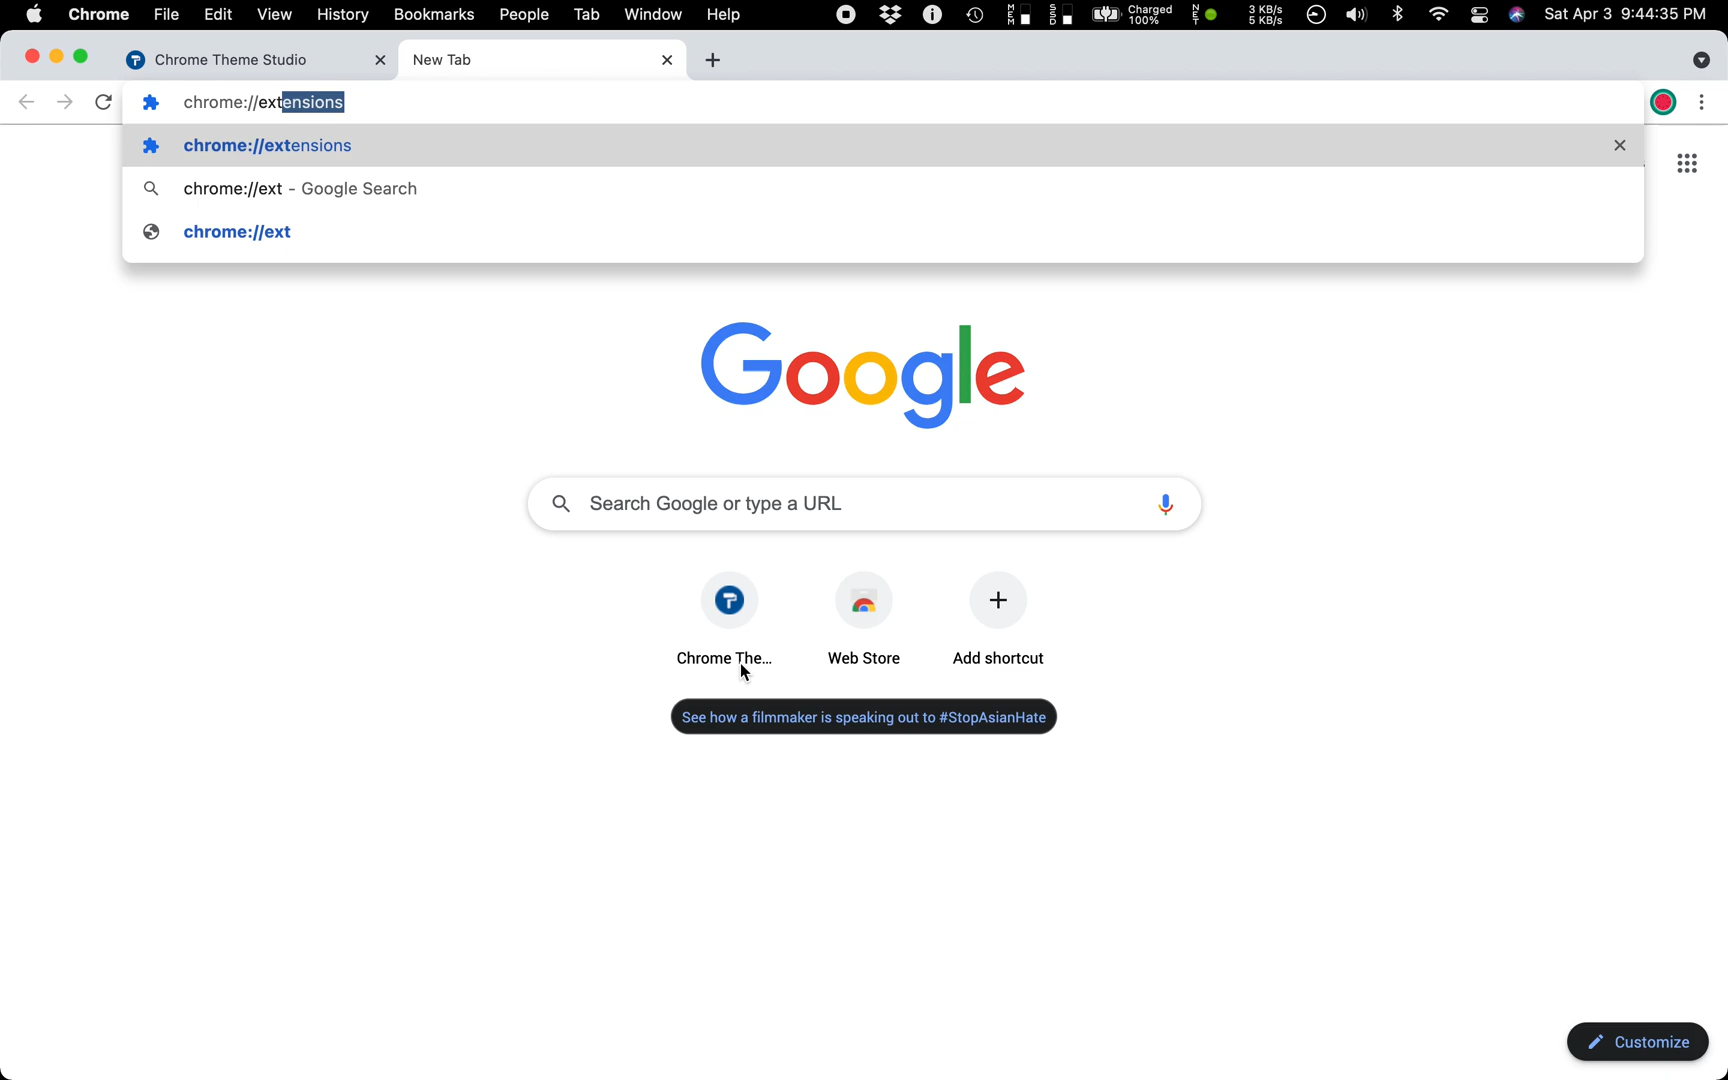 Chrome File Edit View History Bookmarks People Tab Window Help MEM SSD Charged 100% NET 3 KB/s 5 KB/s Sat Apr 3 9:44:35 PM
Chrome Theme Studio New Tab
chrome://extensions
chrome://extensions
chrome://ext - Google Search
chrome://ext
Google
Search Google or type a URL
Chrome The... Web Store Add shortcut
See how a filmmaker is speaking out to #StopAsianHate
Customize